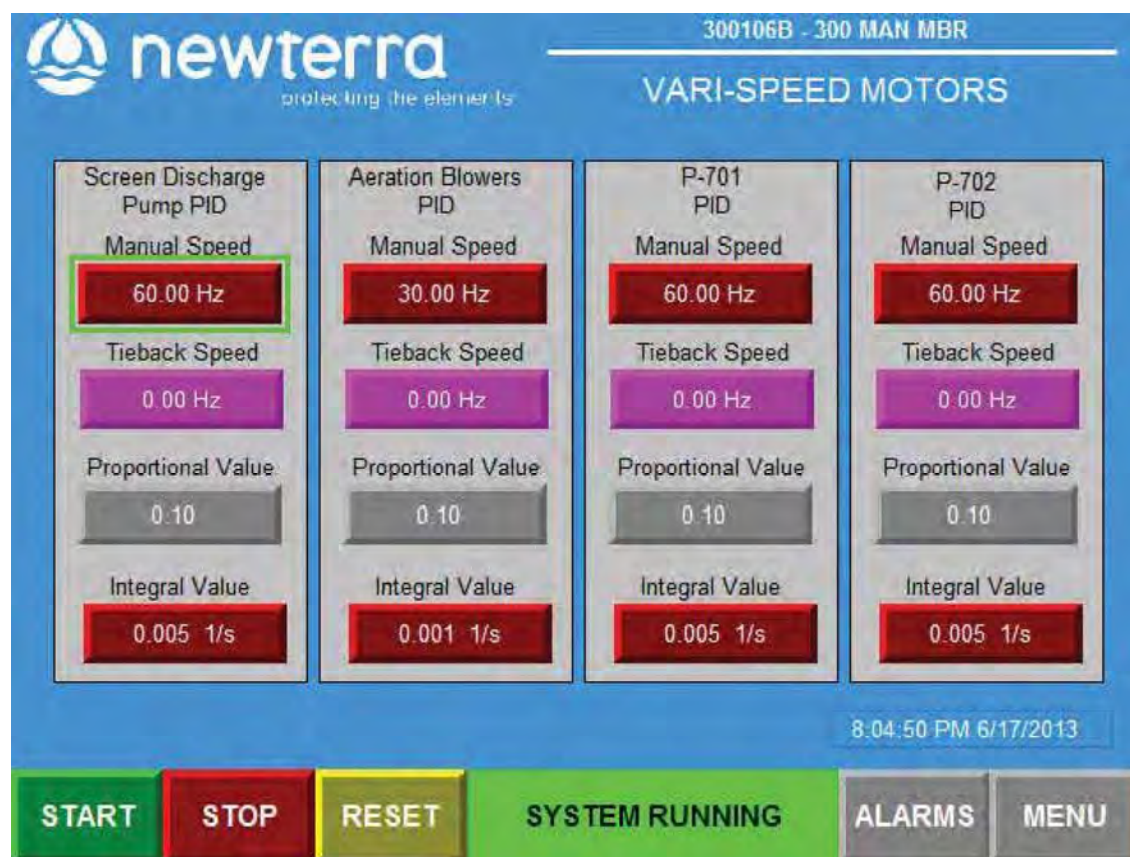 newterra
protecting the elements
300106B - 300 MAN MBR
VARI-SPEED MOTORS
Screen Discharge
Pump PID
Manual Speed
60.00 Hz
Tieback Speed
0.00 Hz
Proportional Value
0.10
Integral Value
0.005 1/s
Aeration Blowers
PID
Manual Speed
30.00 Hz
Tieback Speed
0.00 Hz
Proportional Value
0.10
Integral Value
0.001 1/s
P-701
PID
Manual Speed
60.00 Hz
Tieback Speed
0.00 Hz
Proportional Value
0.10
Integral Value
0.005 1/s
P-702
PID
Manual Speed
60.00 Hz
Tieback Speed
0.00 Hz
Proportional Value
0.10
Integral Value
0.005 1/s
8:04:50 PM 6/17/2013
START STOP RESET SYSTEM RUNNING ALARMS MENU